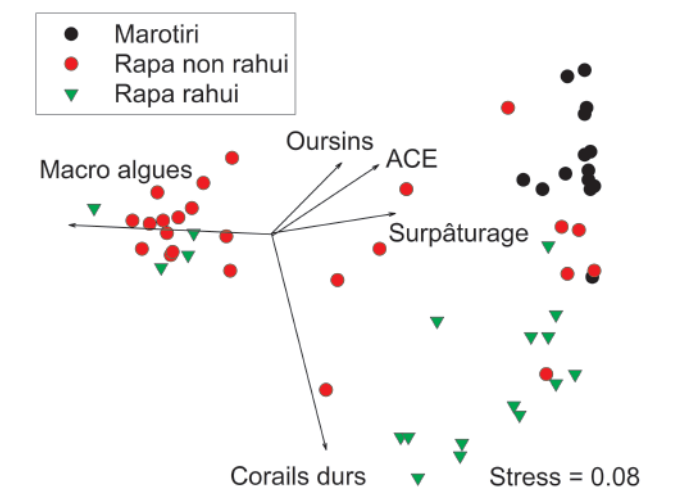 Marotiri
Rapa non rahui
Rapa rahui
Oursins
ACE
Macro algues
Surpâturage
Corails durs
Stress = 0.08